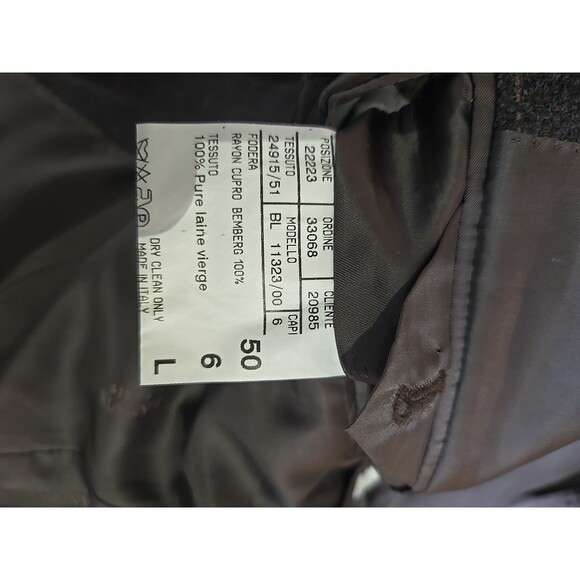 POSIZIONE ORDINE CLIENTE
22223 33068 20985
TESSUTO MODELLO CAPI
24915/51 BL 11323/00 6
FODERA
RAYON CUPRO BEMBERG 100%
TESSUTO
100% Pure laine vierge
50
6
L
DRY CLEAN ONLY
MADE IN ITALY